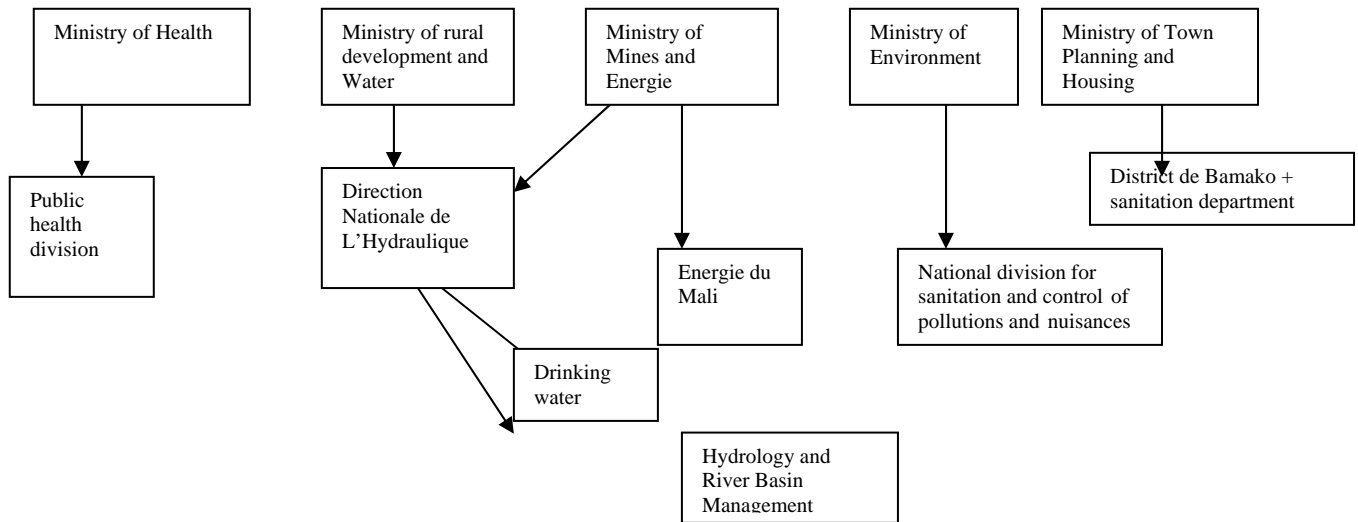 Ministry of Health
Ministry of rural
development and
Water
Ministry of
Mines and
Energie
Ministry of
Environment
Ministry of Town
Planning and
Housing
Public
health
division
Direction
Nationale de
L’Hydraulique
Energie du
Mali
National division for
sanitation and control of
pollutions and nuisances
District de Bamako +
sanitation department
Drinking
water
Hydrology and
River Basin
Management